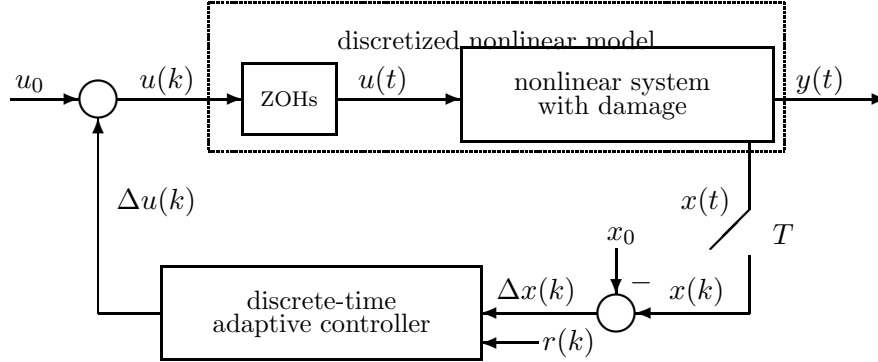 discretized nonlinear model
u₀
u(k)
ZOHs
u(t)
nonlinear system
with damage
y(t)
Δu(k)
x(t)
T
x₀
−
discrete-time
adaptive controller
Δx(k)
x(k)
r(k)